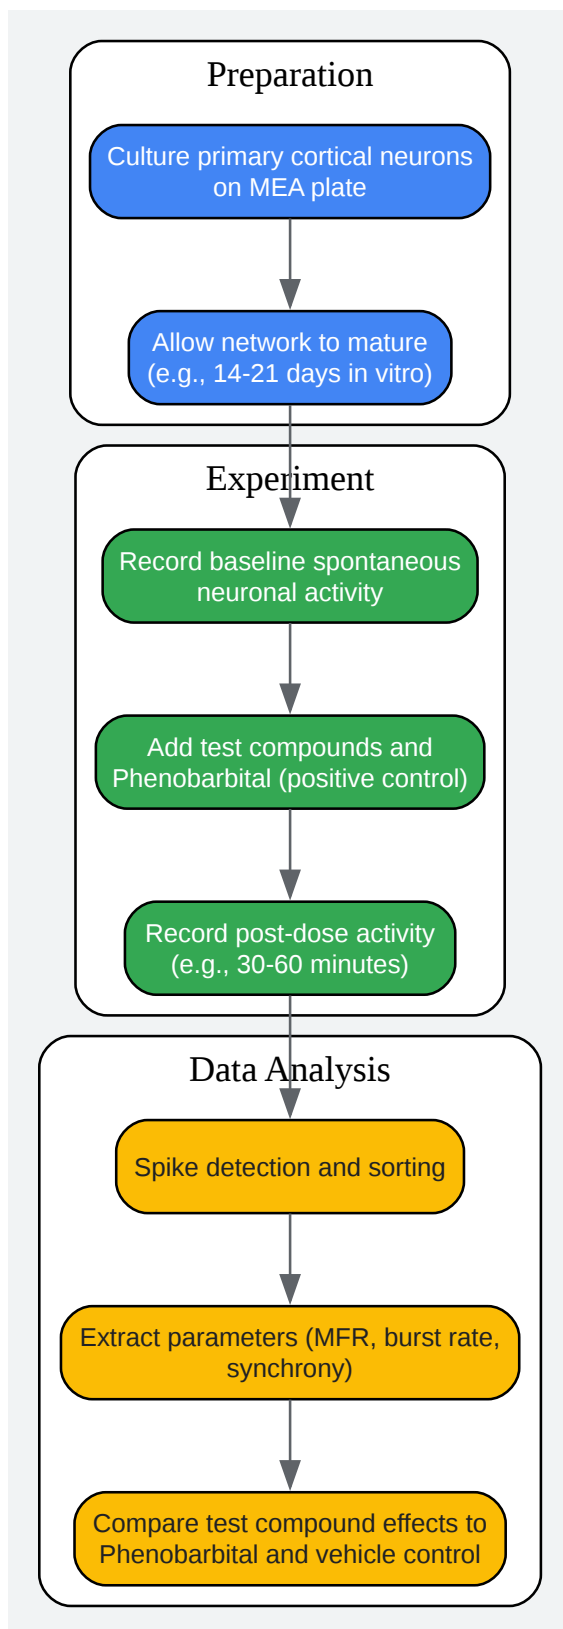 Preparation
Culture primary cortical neurons
on MEA plate
Allow network to mature
(e.g., 14-21 days in vitro)
Experiment
Record baseline spontaneous
neuronal activity
Add test compounds and
Phenobarbital (positive control)
Record post-dose activity
(e.g., 30-60 minutes)
Data Analysis
Spike detection and sorting
Extract parameters (MFR, burst rate,
synchrony)
Compare test compound effects to
Phenobarbital and vehicle control